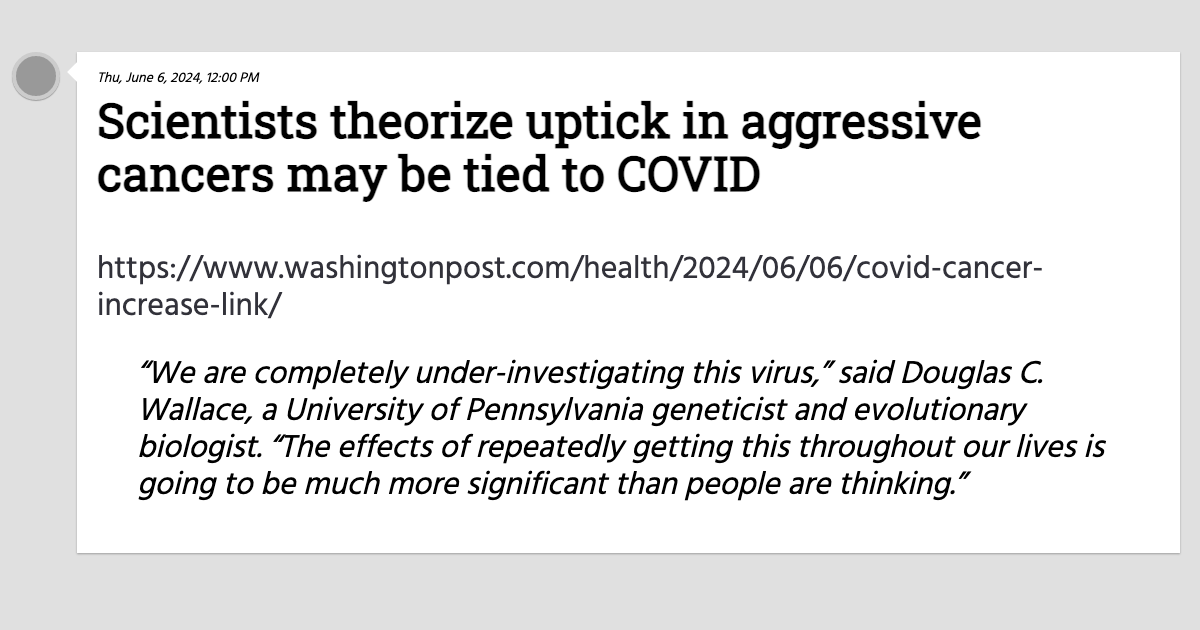 Thu, June 6, 2024, 12:00 PM
Scientists theorize uptick in aggressive
cancers may be tied to COVID
https://www.washingtonpost.com/health/2024/06/06/covid-cancer-
increase-link/
“We are completely under-investigating this virus,” said Douglas C.
Wallace, a University of Pennsylvania geneticist and evolutionary
biologist. “The effects of repeatedly getting this throughout our lives is
going to be much more significant than people are thinking.”